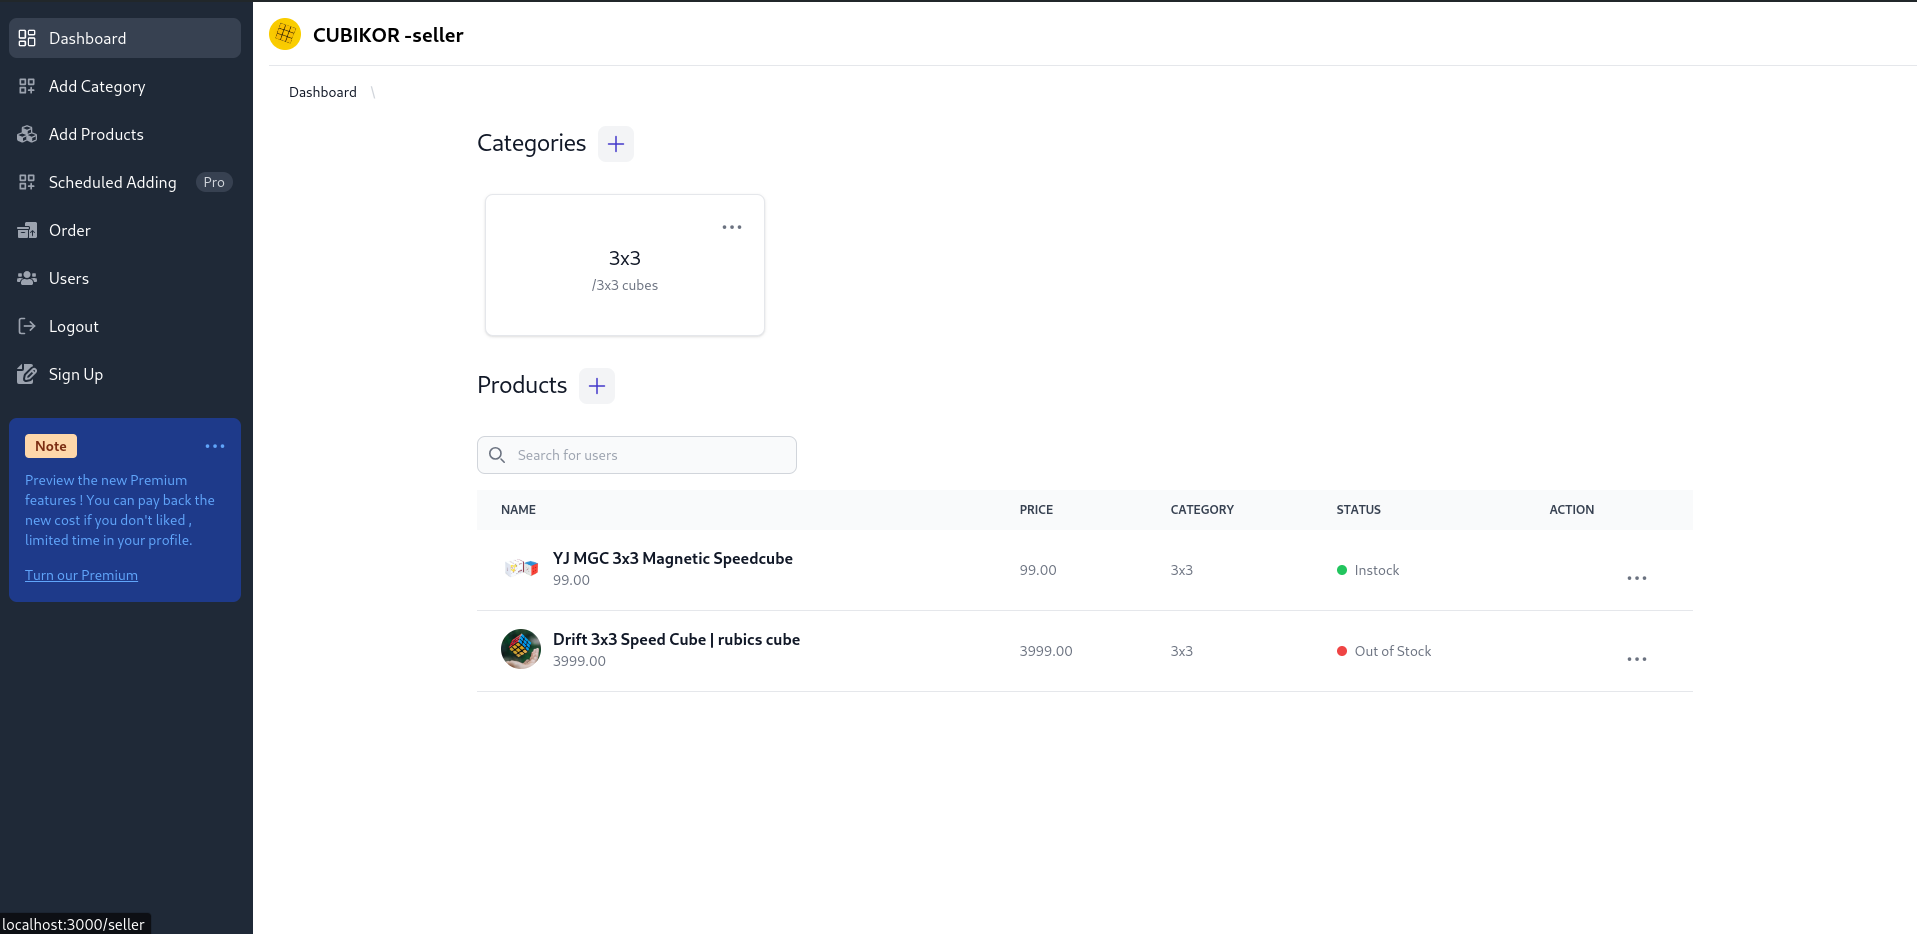 Dashboard
Add Category
Add Products
Scheduled Adding Pro
Order
Users
Logout
Sign Up
Note
Preview the new Premium
features ! You can pay back the
new cost if you don't liked ,
limited time in your profile.
Turn our Premium
localhost:3000/seller
CUBIKOR -seller
Dashboard \
Categories
3x3
/3x3 cubes
Products
Search for users
NAME PRICE CATEGORY STATUS ACTION
YJ MGC 3x3 Magnetic Speedcube
99.00 99.00 3x3 Instock
Drift 3x3 Speed Cube | rubics cube
3999.00 3999.00 3x3 Out of Stock